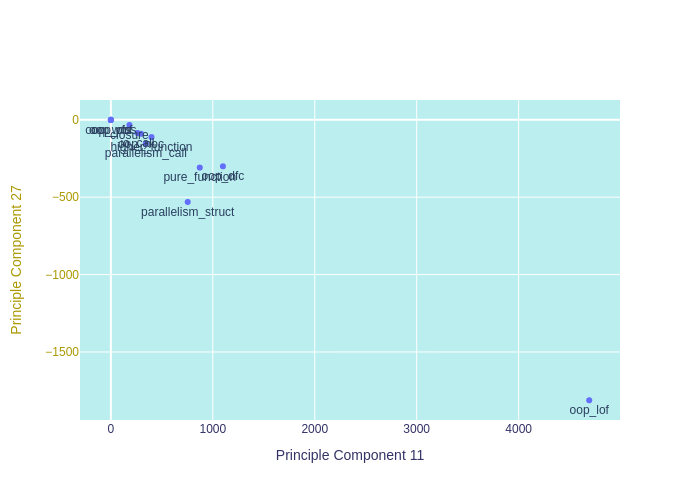 0
−500
−1000
−1500
Principle Component 27
closure
higher_function
parallelism_call
pure_function
oop_dfc
parallelism_struct
oop_lof
0
1000
2000
3000
4000
Principle Component 11